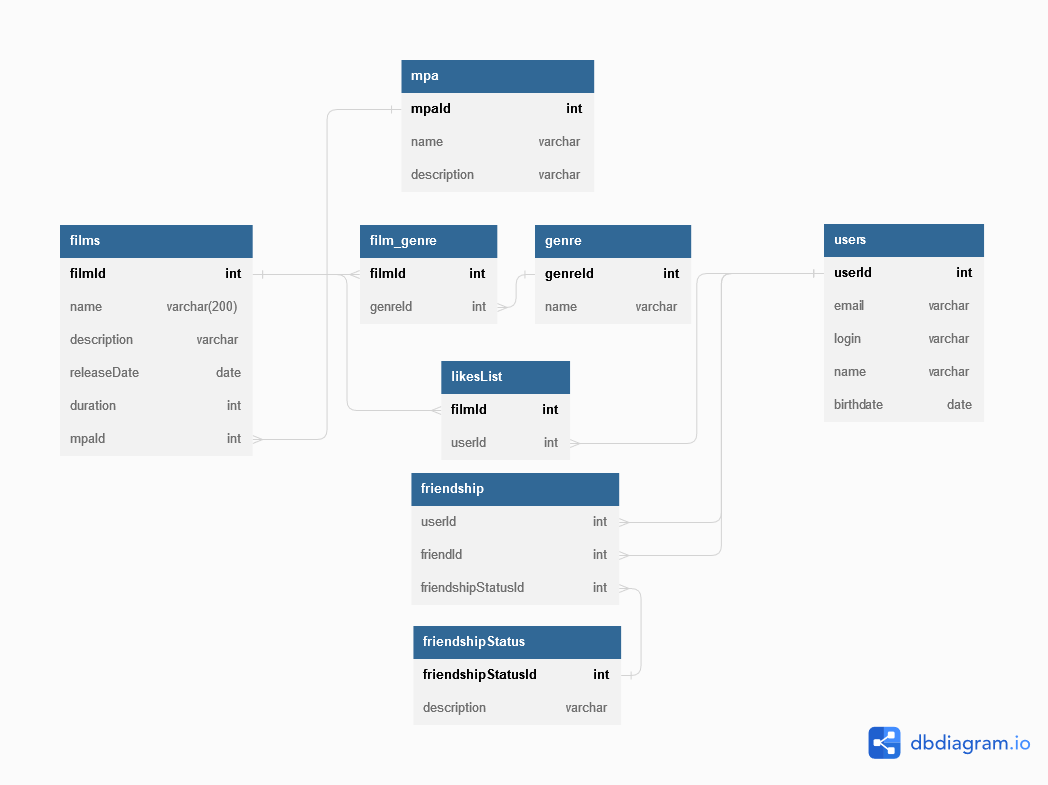 mpa
mpaId int
name varchar
description varchar
films
filmId int
name varchar(200)
description varchar
releaseDate date
duration int
mpaId int
film_genre
filmId int
genreId int
genre
genreId int
name varchar
users
userId int
email varchar
login varchar
name varchar
birthdate date
likesList
filmId int
userId int
friendship
userId int
friendId int
friendshipStatusId int
friendshipStatus
friendshipStatusId int
description varchar
dbdiagram.io